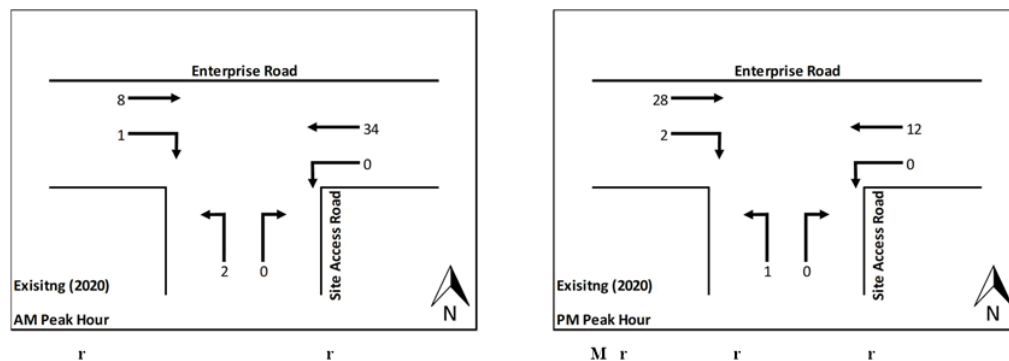 Enterprise Road
8
34
1
0
Site Access Road
2 0
Exisitng (2020)
N
AM Peak Hour
Enterprise Road
28
12
2
0
Site Access Road
1 0
Exisitng (2020)
N
PM Peak Hour
r r M r r r